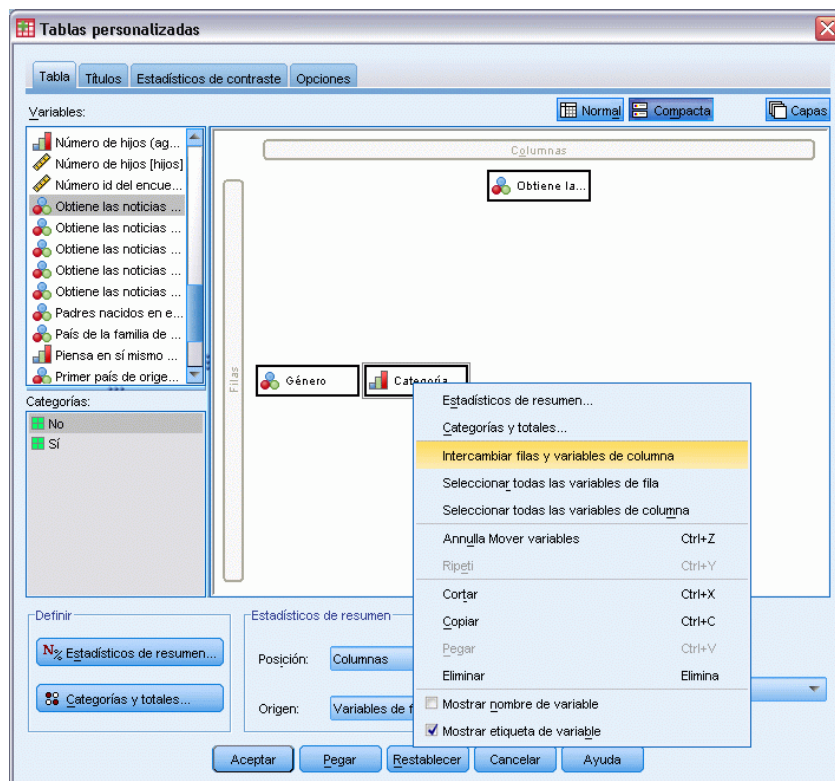 Tablas personalizadas
Tabla
Títulos
Estadísticos de contraste
Opciones
Variables:
Normal
Compacta
Capas
Número de hijos (ag...
Número de hijos [hijos]
Número id del encue...
Obtiene las noticias ...
Obtiene las noticias ...
Obtiene las noticias ...
Obtiene las noticias ...
Obtiene las noticias ...
Padres nacidos en e...
País de la familia de ...
Piensa en sí mismo ...
Primer país de orige...
Columnas
Obtiene la...
Filas
Género
Categoría
Categorías:
No
Sí
Estadísticos de resumen...
Categorías y totales...
Intercambiar filas y variables de columna
Seleccionar todas las variables de fila
Seleccionar todas las variables de columna
Annulla Mover variables Ctrl+Z
Ripeti Ctrl+Y
Cortar Ctrl+X
Copiar Ctrl+C
Pegar Ctrl+V
Eliminar Elimina
Mostrar nombre de variable
Mostrar etiqueta de variable
Definir
N% Estadísticos de resumen...
Categorías y totales...
Estadísticos de resumen
Posición: Columnas
Origen: Variables de f
Aceptar
Pegar
Restablecer
Cancelar
Ayuda